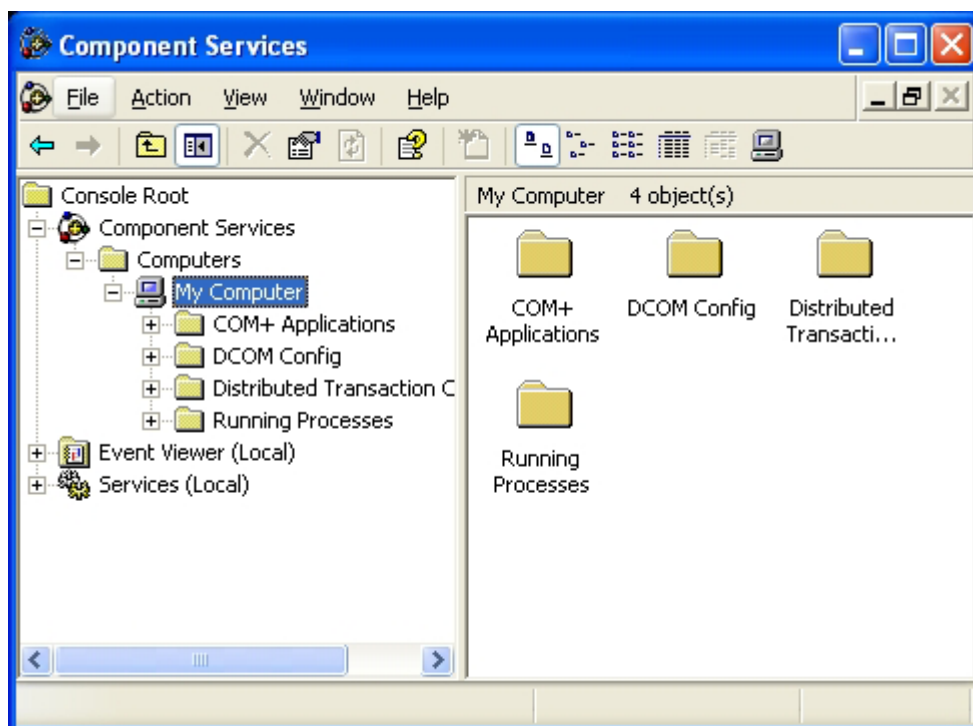 Component Services
File Action View Window Help
Console Root
Component Services
Computers
My Computer
COM+ Applications
DCOM Config
Distributed Transaction C
Running Processes
Event Viewer (Local)
Services (Local)
My Computer 4 object(s)
COM+
Applications
DCOM Config
Distributed
Transacti...
Running
Processes